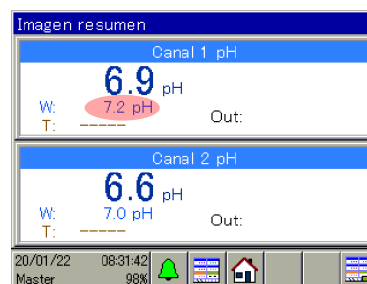 Imagen resumen
Canal 1 pH
6.9 pH
W: 7.2 pH
Out:
T: -----
Canal 2 pH
6.6 pH
W: 7.0 pH
Out:
T: -----
20/01/22 08:31:42
Master 98%